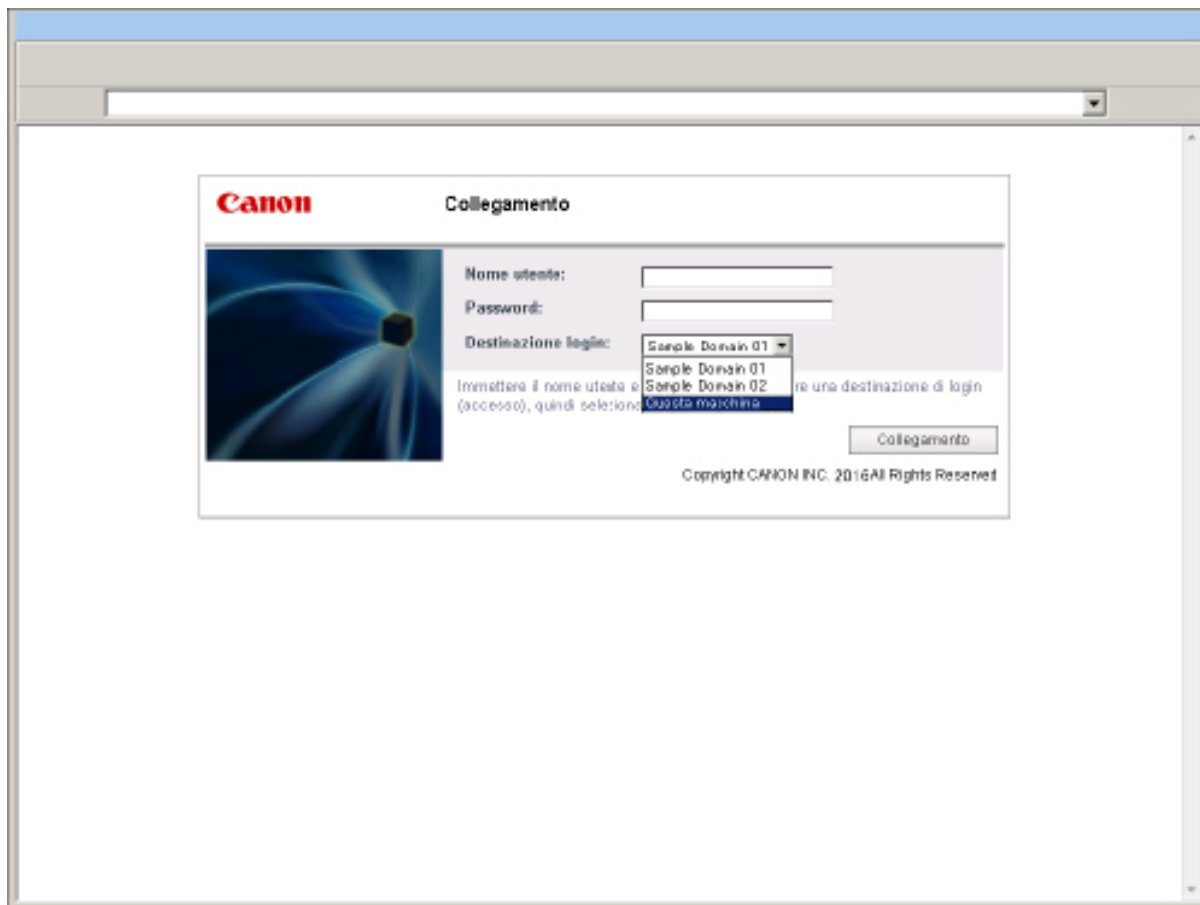 Canon
Collegamento
Nome utente:
Password:
Destinazione login:
Sample Domain 01
Sample Domain 01
Sample Domain 02
Questa macchina
Immettere il nome utente e re una destinazione di login
(accesso), quindi selezion
Collegamento
Copyright CANON INC. 2016All Rights Reserved